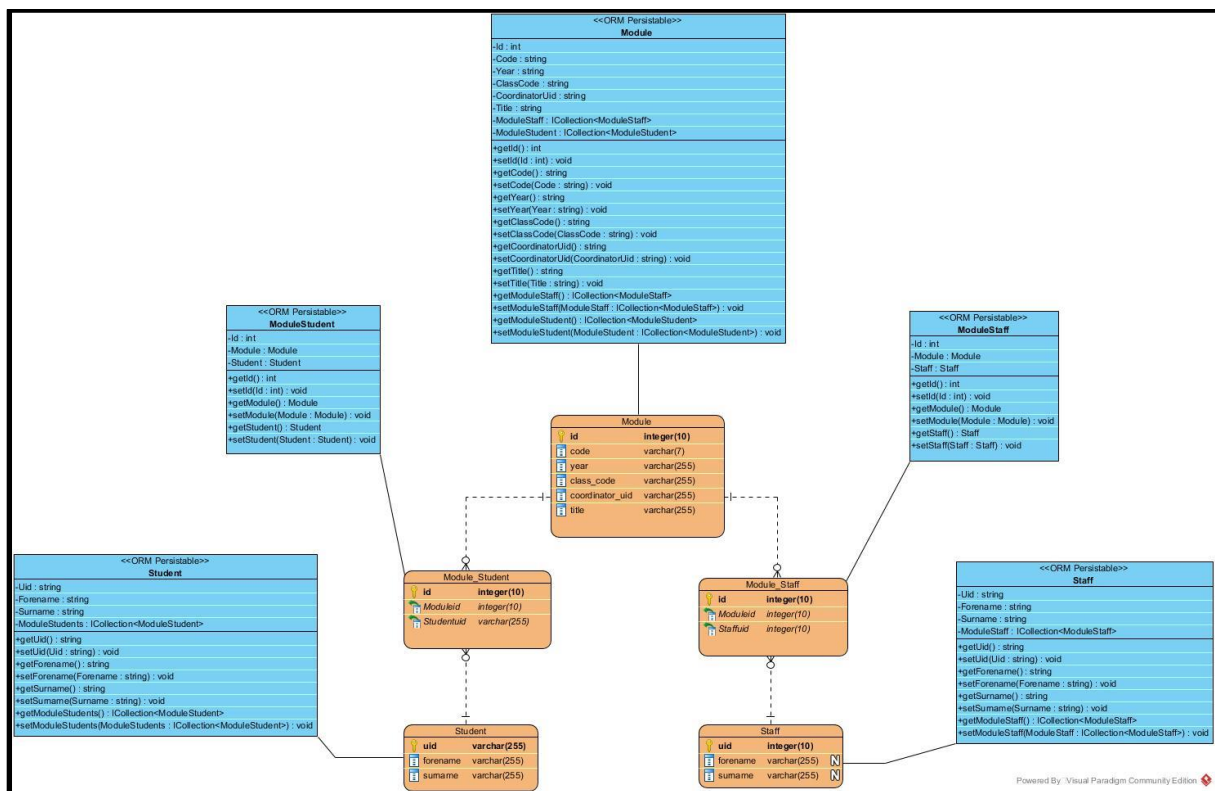 <<ORM Persistable>>
Module
-Id : int
-Code : string
-Year : string
-ClassCode : string
-CoordinatorUid : string
-Title : string
-ModuleStaff : ICollection<ModuleStaff>
-ModuleStudent : ICollection<ModuleStudent>
+getId() : int
+setId(Id : int) : void
+getCode() : string
+setCode(Code : string) : void
+getYear() : string
+setYear(Year : string) : void
+getClassCode() : string
+setClassCode(ClassCode : string) : void
+getCoordinatorUid() : string
+setCoordinatorUid(CoordinatorUid : string) : void
+getTitle() : string
+setTitle(Title : string) : void
+getModuleStaff() : ICollection<ModuleStaff>
+setModuleStaff(ModuleStaff : ICollection<ModuleStaff>) : void
+getModuleStudent() : ICollection<ModuleStudent>
+setModuleStudent(ModuleStudent : ICollection<ModuleStudent>) : void
<<ORM Persistable>>
ModuleStudent
-Id : int
-Module : Module
-Student : Student
+getId() : int
+setId(Id : int) : void
+getModule() : Module
+setModule(Module : Module) : void
+getStudent() : Student
+setStudent(Student : Student) : void
<<ORM Persistable>>
ModuleStaff
-Id : int
-Module : Module
-Staff : Staff
+getId() : int
+setId(Id : int) : void
+getModule() : Module
+setModule(Module : Module) : void
+getStaff() : Staff
+setStaff(Staff : Staff) : void
Module
id integer(10)
code varchar(7)
year varchar(255)
class_code varchar(255)
coordinator_uid varchar(255)
title varchar(255)
<<ORM Persistable>>
Student
-Uid : string
-Forename : string
-Surname : string
-ModuleStudents : ICollection<ModuleStudent>
+getUid() : string
+setUid(Uid : string) : void
+getForename() : string
+setForename(Forename : string) : void
+getSurname() : string
+setSurname(Surname : string) : void
+getModuleStudents() : ICollection<ModuleStudent>
+setModuleStudents(ModuleStudents : ICollection<ModuleStudent>) : void
Module_Student
id integer(10)
Moduleid integer(10)
Studentuid varchar(255)
Module_Staff
id integer(10)
Moduleid integer(10)
Staffuid integer(10)
<<ORM Persistable>>
Staff
-Uid : string
-Forename : string
-Surname : string
-ModuleStaff : ICollection<ModuleStaff>
+getUid() : string
+setUid(Uid : string) : void
+getForename() : string
+setForename(Forename : string) : void
+getSurname() : string
+setSurname(Surname : string) : void
+getModuleStaff() : ICollection<ModuleStaff>
+setModuleStaff(ModuleStaff : ICollection<ModuleStaff>) : void
Student
uid varchar(255)
forename varchar(255)
surname varchar(255)
Staff
uid integer(10)
forename varchar(255) N
surname varchar(255) N
Powered By Visual Paradigm Community Edition